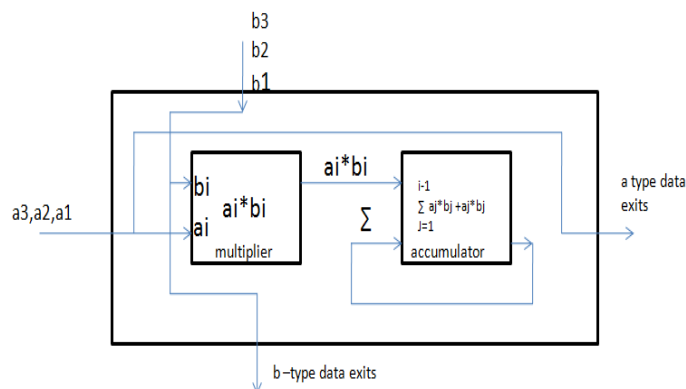 b3
b2
b1
a3,a2,a1
bi
ai*bi
ai
multiplier
ai*bi
∑
i-1
∑ aj*bj +aj*bj
J=1
accumulator
a type data
exits
b –type data exits